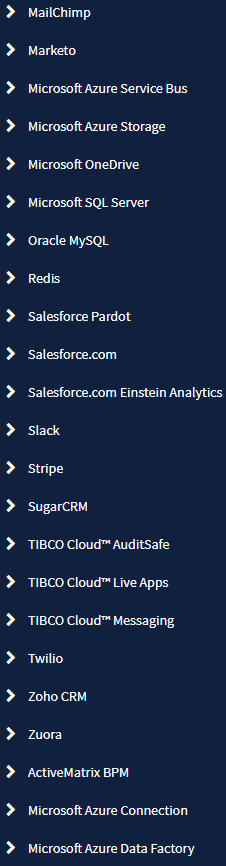 MailChimp
Marketo
Microsoft Azure Service Bus
Microsoft Azure Storage
Microsoft OneDrive
Microsoft SQL Server
Oracle MySQL
Redis
Salesforce Pardot
Salesforce.com
Salesforce.com Einstein Analytics
Slack
Stripe
SugarCRM
TIBCO Cloud™ AuditSafe
TIBCO Cloud™ Live Apps
TIBCO Cloud™ Messaging
Twilio
Zoho CRM
Zuora
ActiveMatrix BPM
Microsoft Azure Connection
Microsoft Azure Data Factory